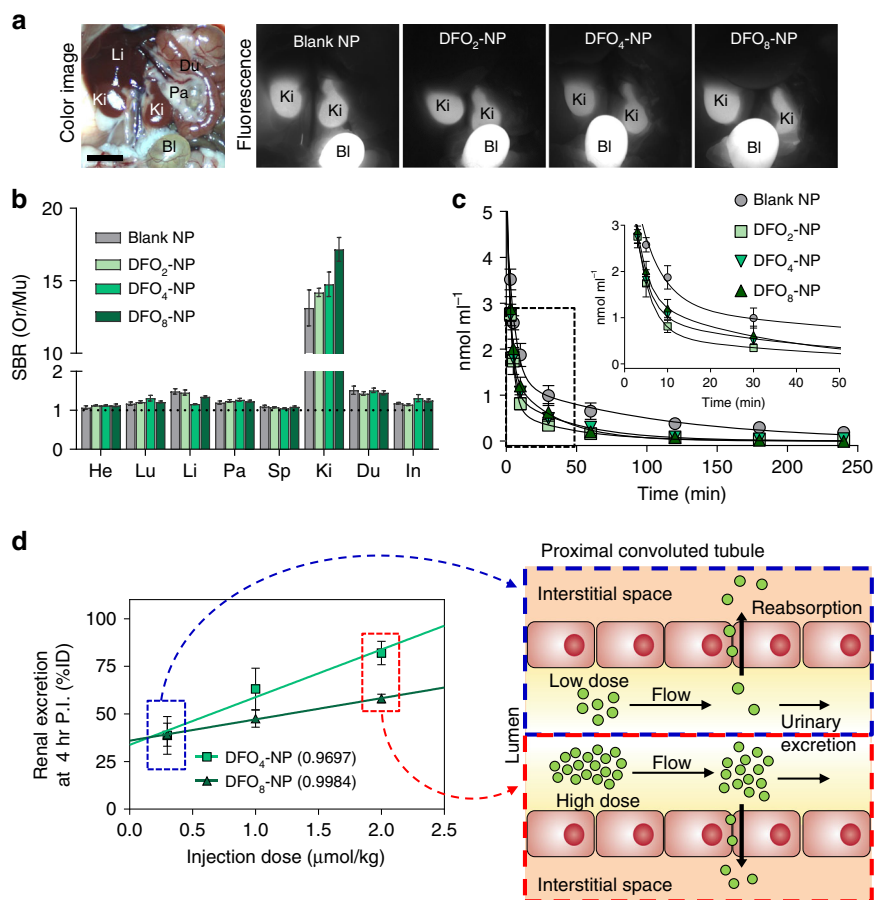 a
Color image
Li
Du
Pa
Ki
Ki
Bl
Fluorescence
Blank NP
Ki
Ki
Bl
DFO₂-NP
Ki
Ki
Bl
DFO₄-NP
Ki
Ki
Bl
DFO₈-NP
Ki
Ki
Bl
b
SBR (Or/Mu)
20
15
10
2
1
0
Blank NP
DFO₂-NP
DFO₄-NP
DFO₈-NP
He Lu Li Pa Sp Ki Du In
c
nmol ml⁻¹
5
4
3
2
1
0
0 50 100 150 200 250
Time (min)
nmol ml⁻¹
3
2
1
0
0 10 20 30 40 50
Time (min)
Blank NP
DFO₂-NP
DFO₄-NP
DFO₈-NP
d
Renal excretion
at 4 hr P.I. (%ID)
100
75
50
25
0
DFO₄-NP (0.9697)
DFO₈-NP (0.9984)
0.0 0.5 1.0 1.5 2.0 2.5
Injection dose (μmol/kg)
Proximal convoluted tubule
Interstitial space
Reabsorption
Low dose
Flow
Urinary
excretion
Lumen
Flow
High dose
Interstitial space